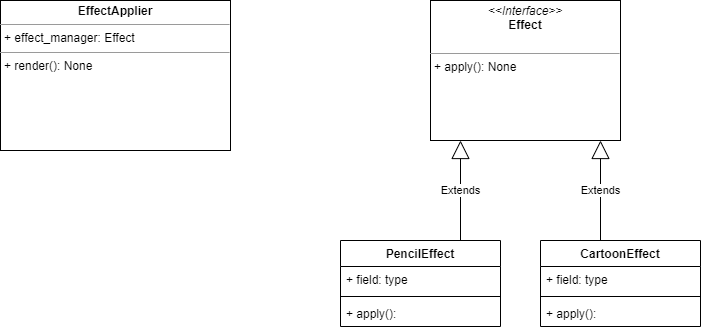 EffectApplier
+ effect_manager: Effect
+ render(): None
<<Interface>>
Effect
+ apply(): None
Extends
Extends
PencilEffect
+ field: type
+ apply():
CartoonEffect
+ field: type
+ apply():